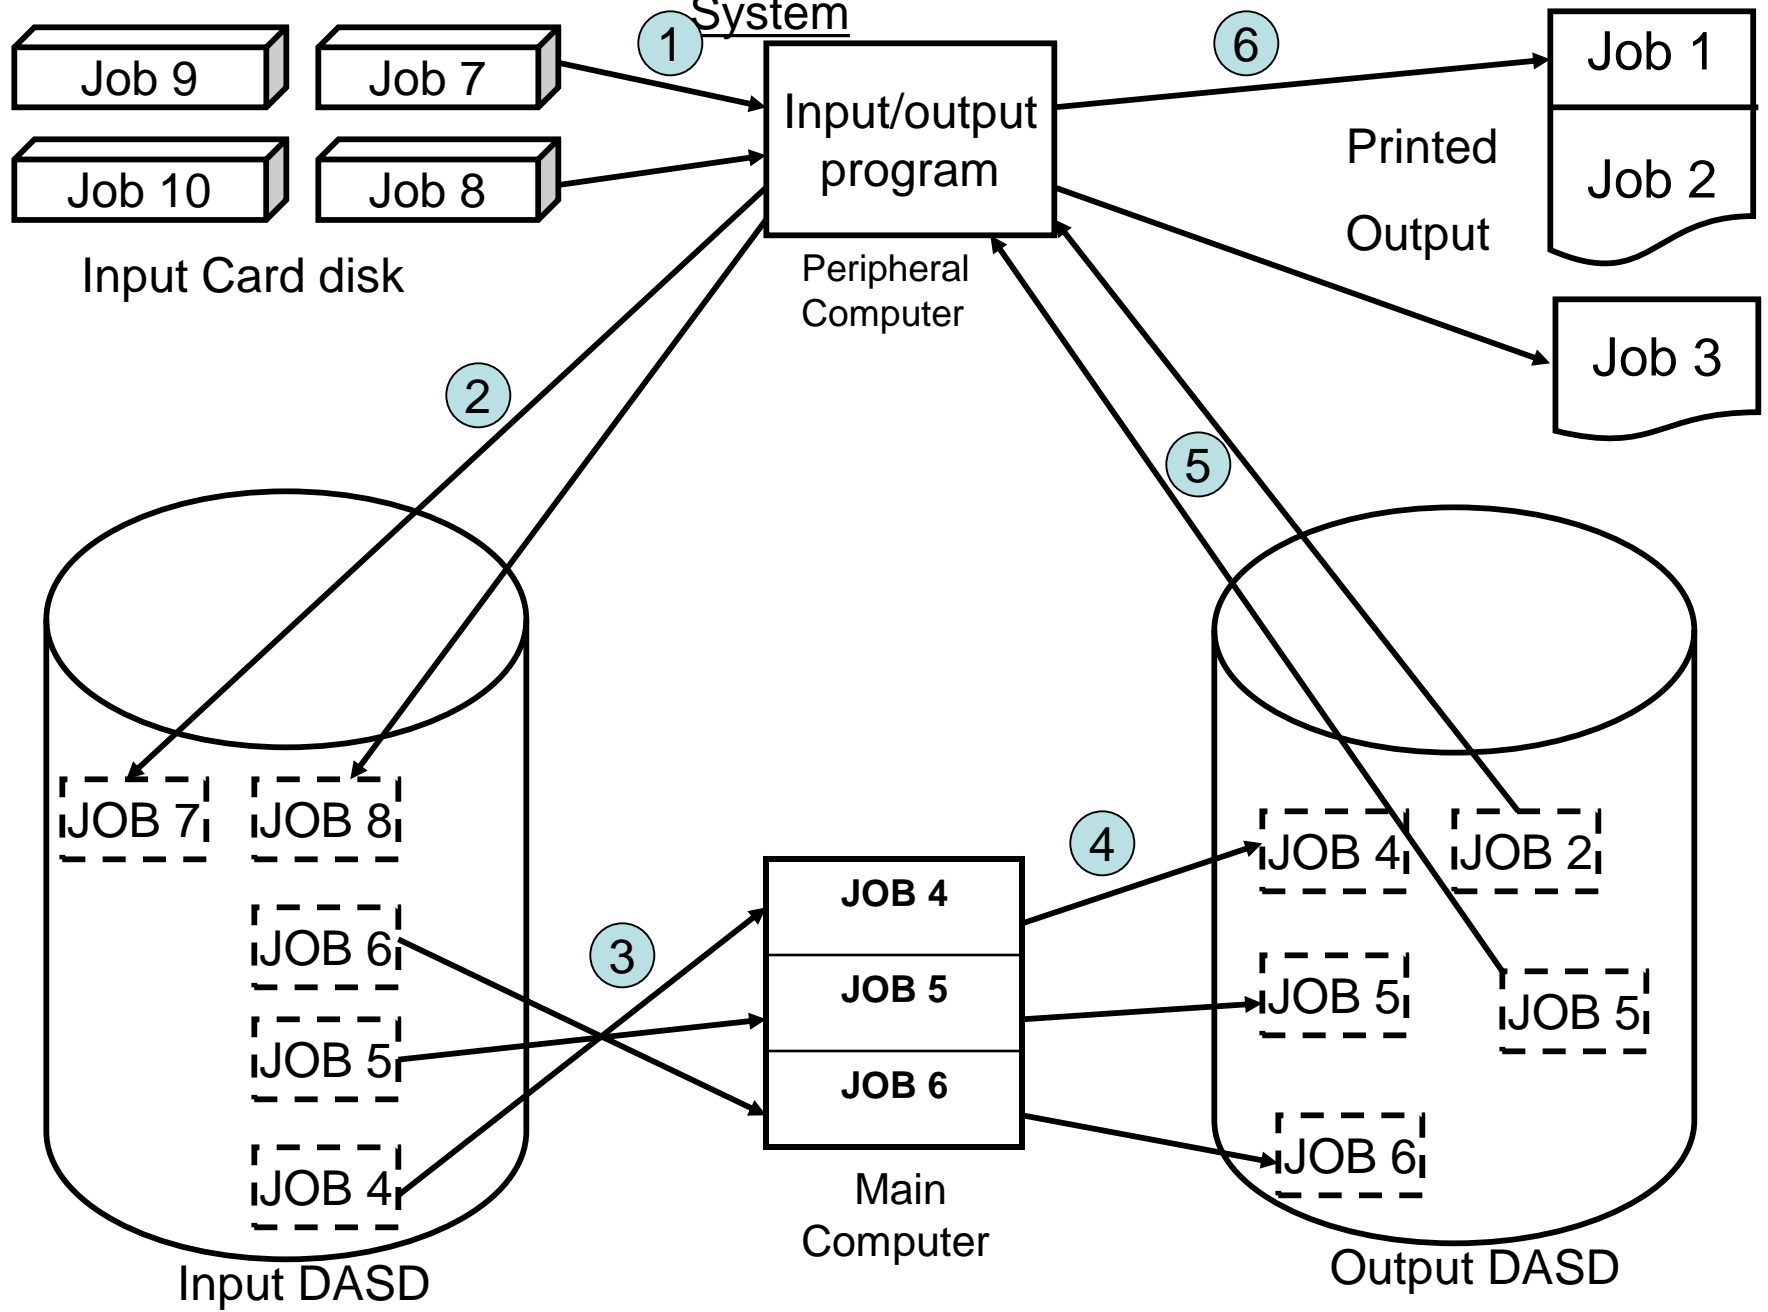 System
1
6
Job 9
Job 7
Job 10
Job 8
Input Card disk
Input/output
program
Peripheral
Computer
Job 1
Job 2
Printed
Output
Job 3
2
5
JOB 7
JOB 8
JOB 6
JOB 5
JOB 4
Input DASD
3
4
JOB 4
JOB 5
JOB 6
Main
Computer
JOB 4
JOB 2
JOB 5
JOB 5
JOB 6
Output DASD